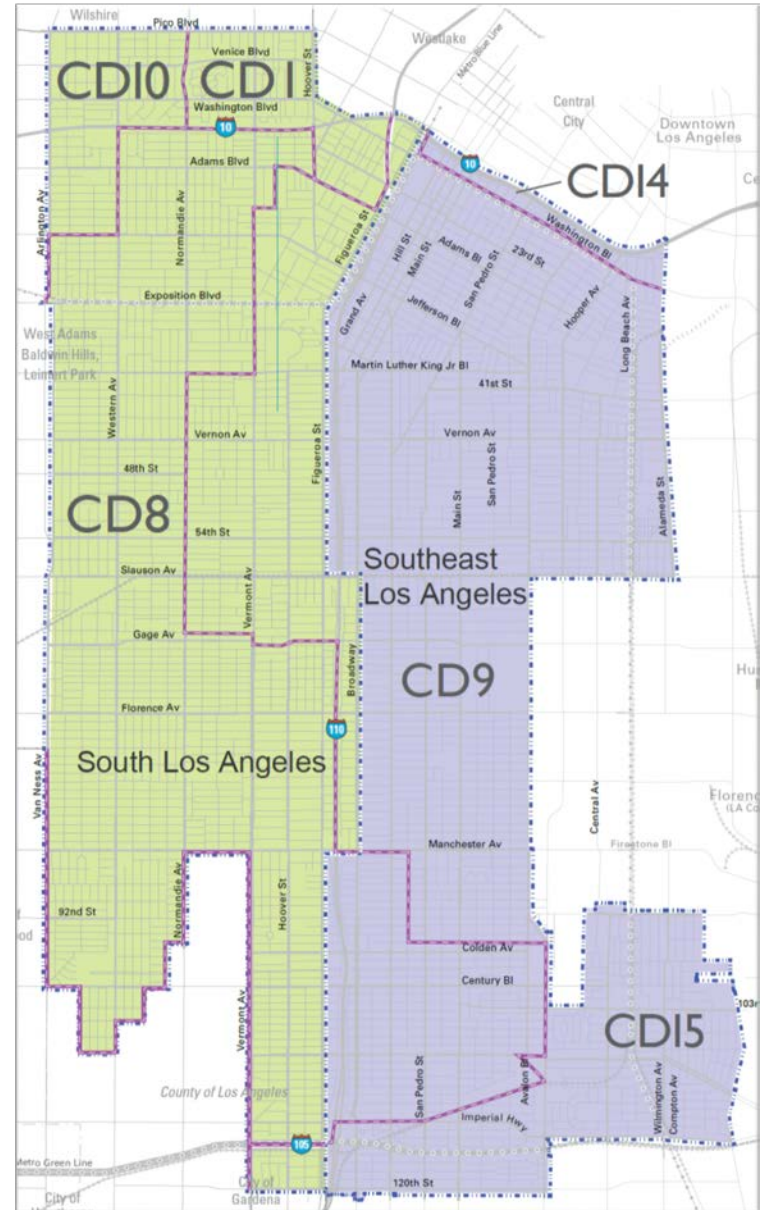 Wilshire
Pico Blvd
Westlake
Metro Blue Line
Venice Blvd
Hoover St
CD10
CD1
Washington Blvd
Central
City
Downtown
Los Angeles
10
10
Adams Blvd
CD14
Arlington Av
Normandie Av
Figueroa St
Hill St
Main St
Adams Bl
San Pedro St
23rd St
Washington Bl
Exposition Blvd
Grand Av
Jefferson Bl
Hooper Av
Long Beach Av
West Adams
Baldwin Hills,
Leimert Park
Martin Luther King Jr Bl
41st St
Western Av
Vernon Av
Figueroa St
Vernon Av
48th St
San Pedro St
Main St
Alameda St
CD8
54th St
Southeast
Los Angeles
Slauson Av
Vermont Av
Gage Av
Broadway
CD9
Florence Av
110
South Los Angeles
Van Ness Av
Central Av
Florenc
(LA Co
Manchester Av
Firestone Bl
Normandie Av
Hoover St
92nd St
Colden Av
Century Bl
103r
CD15
Vermont Av
San Pedro St
Avalon Bl
Wilmington Av
Compton Av
County of Los Angeles
Imperial Hwy
105
Metro Green Line
120th St
City of
Gardena
City of